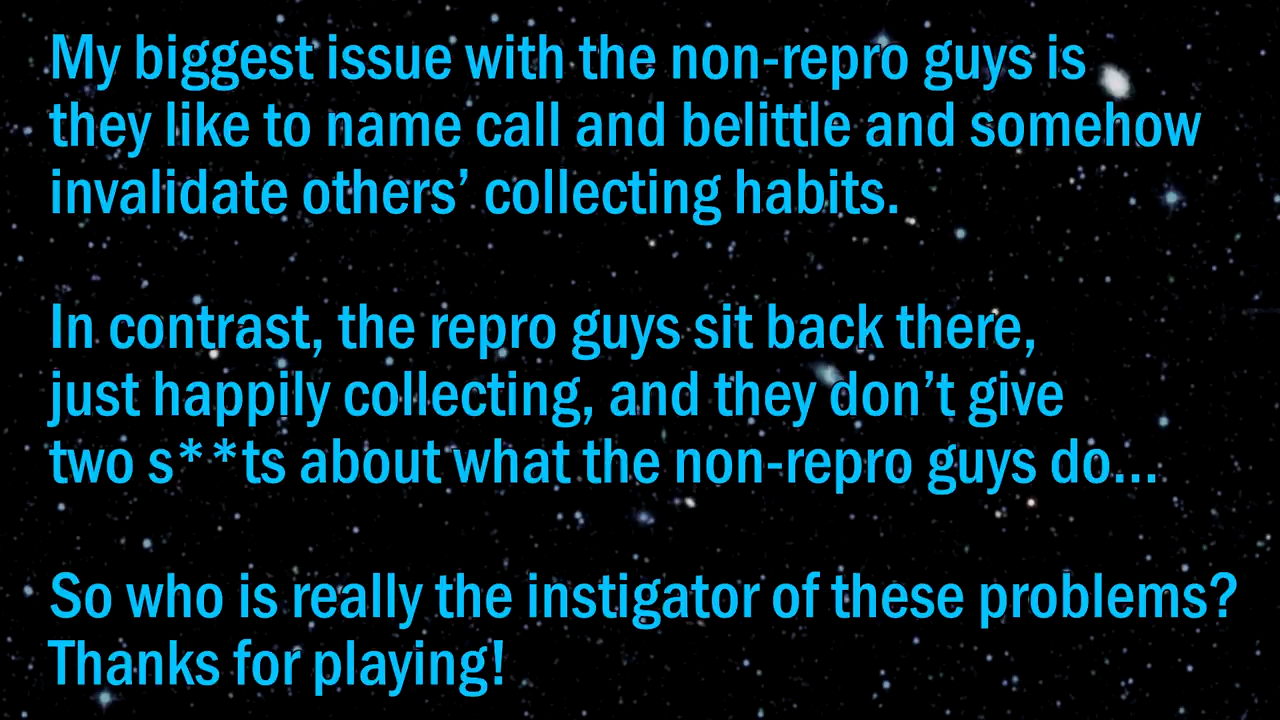 My biggest issue with the non-repro guys is
they like to name call and belittle and somehow
invalidate others’ collecting habits.
In contrast, the repro guys sit back there,
just happily collecting, and they don’t give
two s**ts about what the non-repro guys do...
So who is really the instigator of these problems?
Thanks for playing!